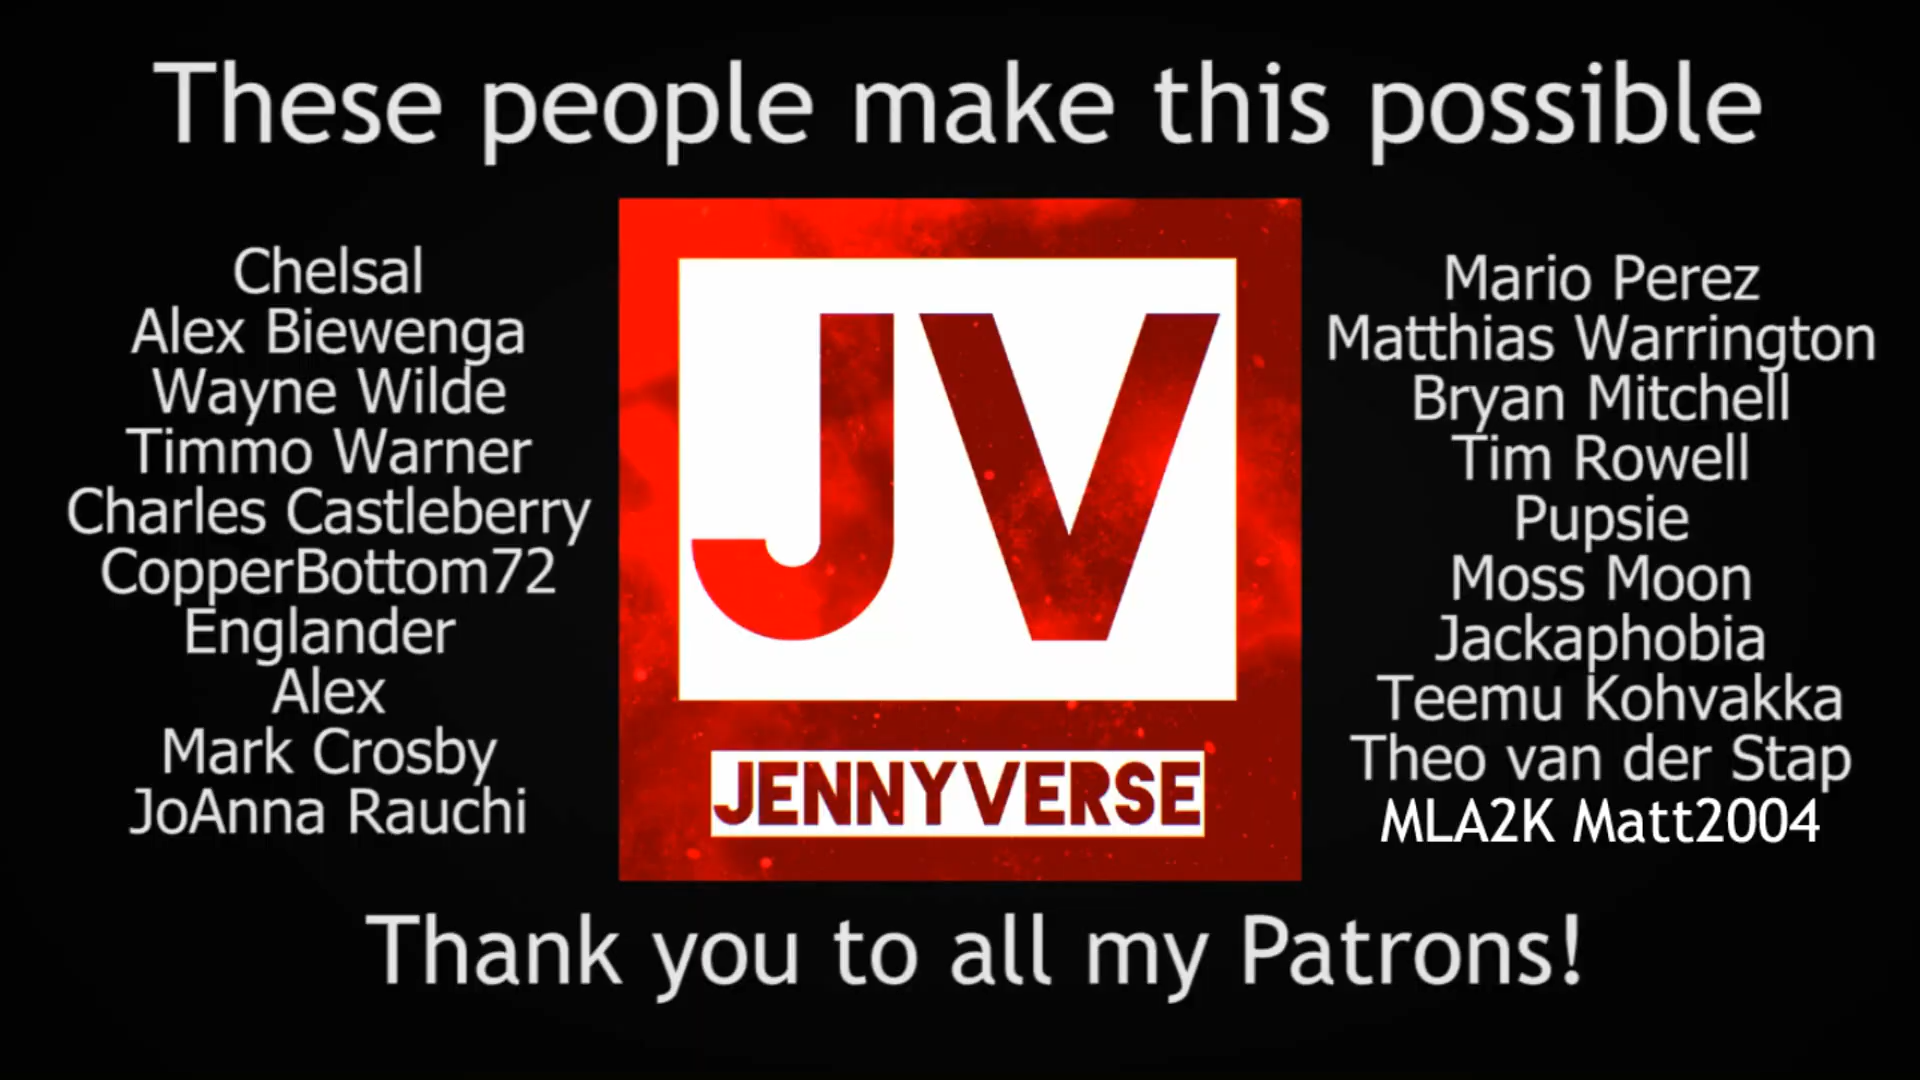 These people make this possible
Chelsal
Alex Biewenga
Wayne Wilde
Timmo Warner
Charles Castleberry
CopperBottom72
Englander
Alex
Mark Crosby
JoAnna Rauchi
JV
JENNYVERSE
Mario Perez
Matthias Warrington
Bryan Mitchell
Tim Rowell
Pupsie
Moss Moon
Jackaphobia
Teemu Kohvakka
Theo van der Stap
MLA2K Matt2004
Thank you to all my Patrons!